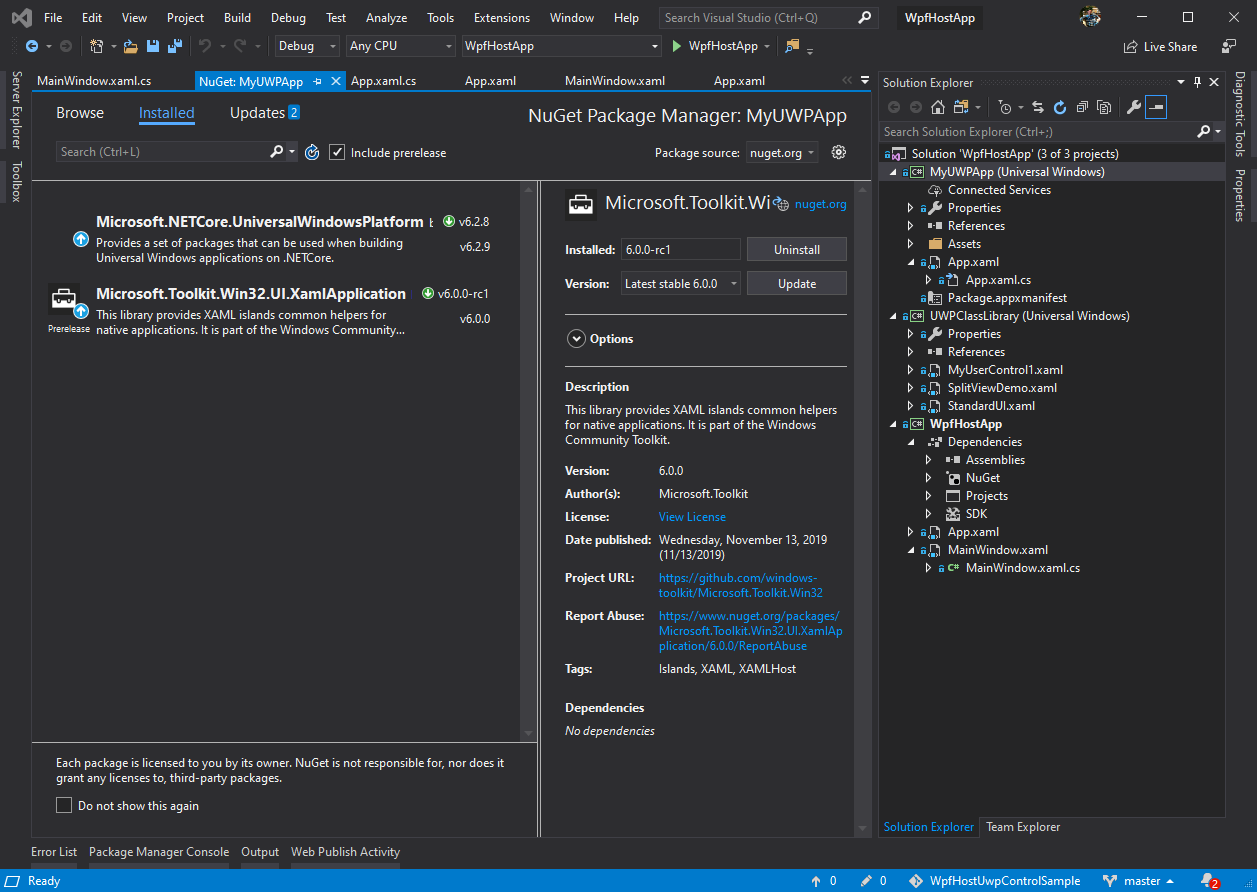 File Edit View Project Build Debug Test Analyze Tools Extensions Window Help Search Visual Studio (Ctrl+Q) WpfHostApp
Debug Any CPU WpfHostApp WpfHostApp Live Share
Server Explorer
Toolbox
MainWindow.xaml.cs NuGet: MyUWPApp App.xaml.cs App.xaml MainWindow.xaml App.xaml
Browse Installed Updates 2
NuGet Package Manager: MyUWPApp
Search (Ctrl+L) Include prerelease Package source: nuget.org
Microsoft.NETCore.UniversalWindowsPlatform v6.2.8
Provides a set of packages that can be used when building v6.2.9
Universal Windows applications on .NETCore.
Microsoft.Toolkit.Win32.UI.XamlApplication v6.0.0-rc1
This library provides XAML islands common helpers for v6.0.0
Prerelease native applications. It is part of the Windows Community...
Each package is licensed to you by its owner. NuGet is not responsible for, nor does it
grant any licenses to, third-party packages.
Do not show this again
Microsoft.Toolkit.Wi nuget.org
Installed: 6.0.0-rc1 Uninstall
Version: Latest stable 6.0.0 Update
Options
Description
This library provides XAML islands common helpers
for native applications. It is part of the Windows
Community Toolkit.
Version: 6.0.0
Author(s): Microsoft.Toolkit
License: View License
Date published: Wednesday, November 13, 2019
(11/13/2019)
Project URL: https://github.com/windows-
toolkit/Microsoft.Toolkit.Win32
Report Abuse: https://www.nuget.org/packages/
Microsoft.Toolkit.Win32.UI.XamlAp
plication/6.0.0/ReportAbuse
Tags: Islands, XAML, XAMLHost
Dependencies
No dependencies
Solution Explorer
Search Solution Explorer (Ctrl+;)
Solution 'WpfHostApp' (3 of 3 projects)
C# MyUWPApp (Universal Windows)
Connected Services
Properties
References
Assets
App.xaml
App.xaml.cs
Package.appxmanifest
C# UWPClassLibrary (Universal Windows)
Properties
References
MyUserControl1.xaml
SplitViewDemo.xaml
StandardUI.xaml
C# WpfHostApp
Dependencies
Assemblies
NuGet
Projects
SDK
App.xaml
MainWindow.xaml
C# MainWindow.xaml.cs
Solution Explorer Team Explorer
Diagnostic Tools
Properties
Error List Package Manager Console Output Web Publish Activity
Ready 0 0 WpfHostUwpControlSample master 2